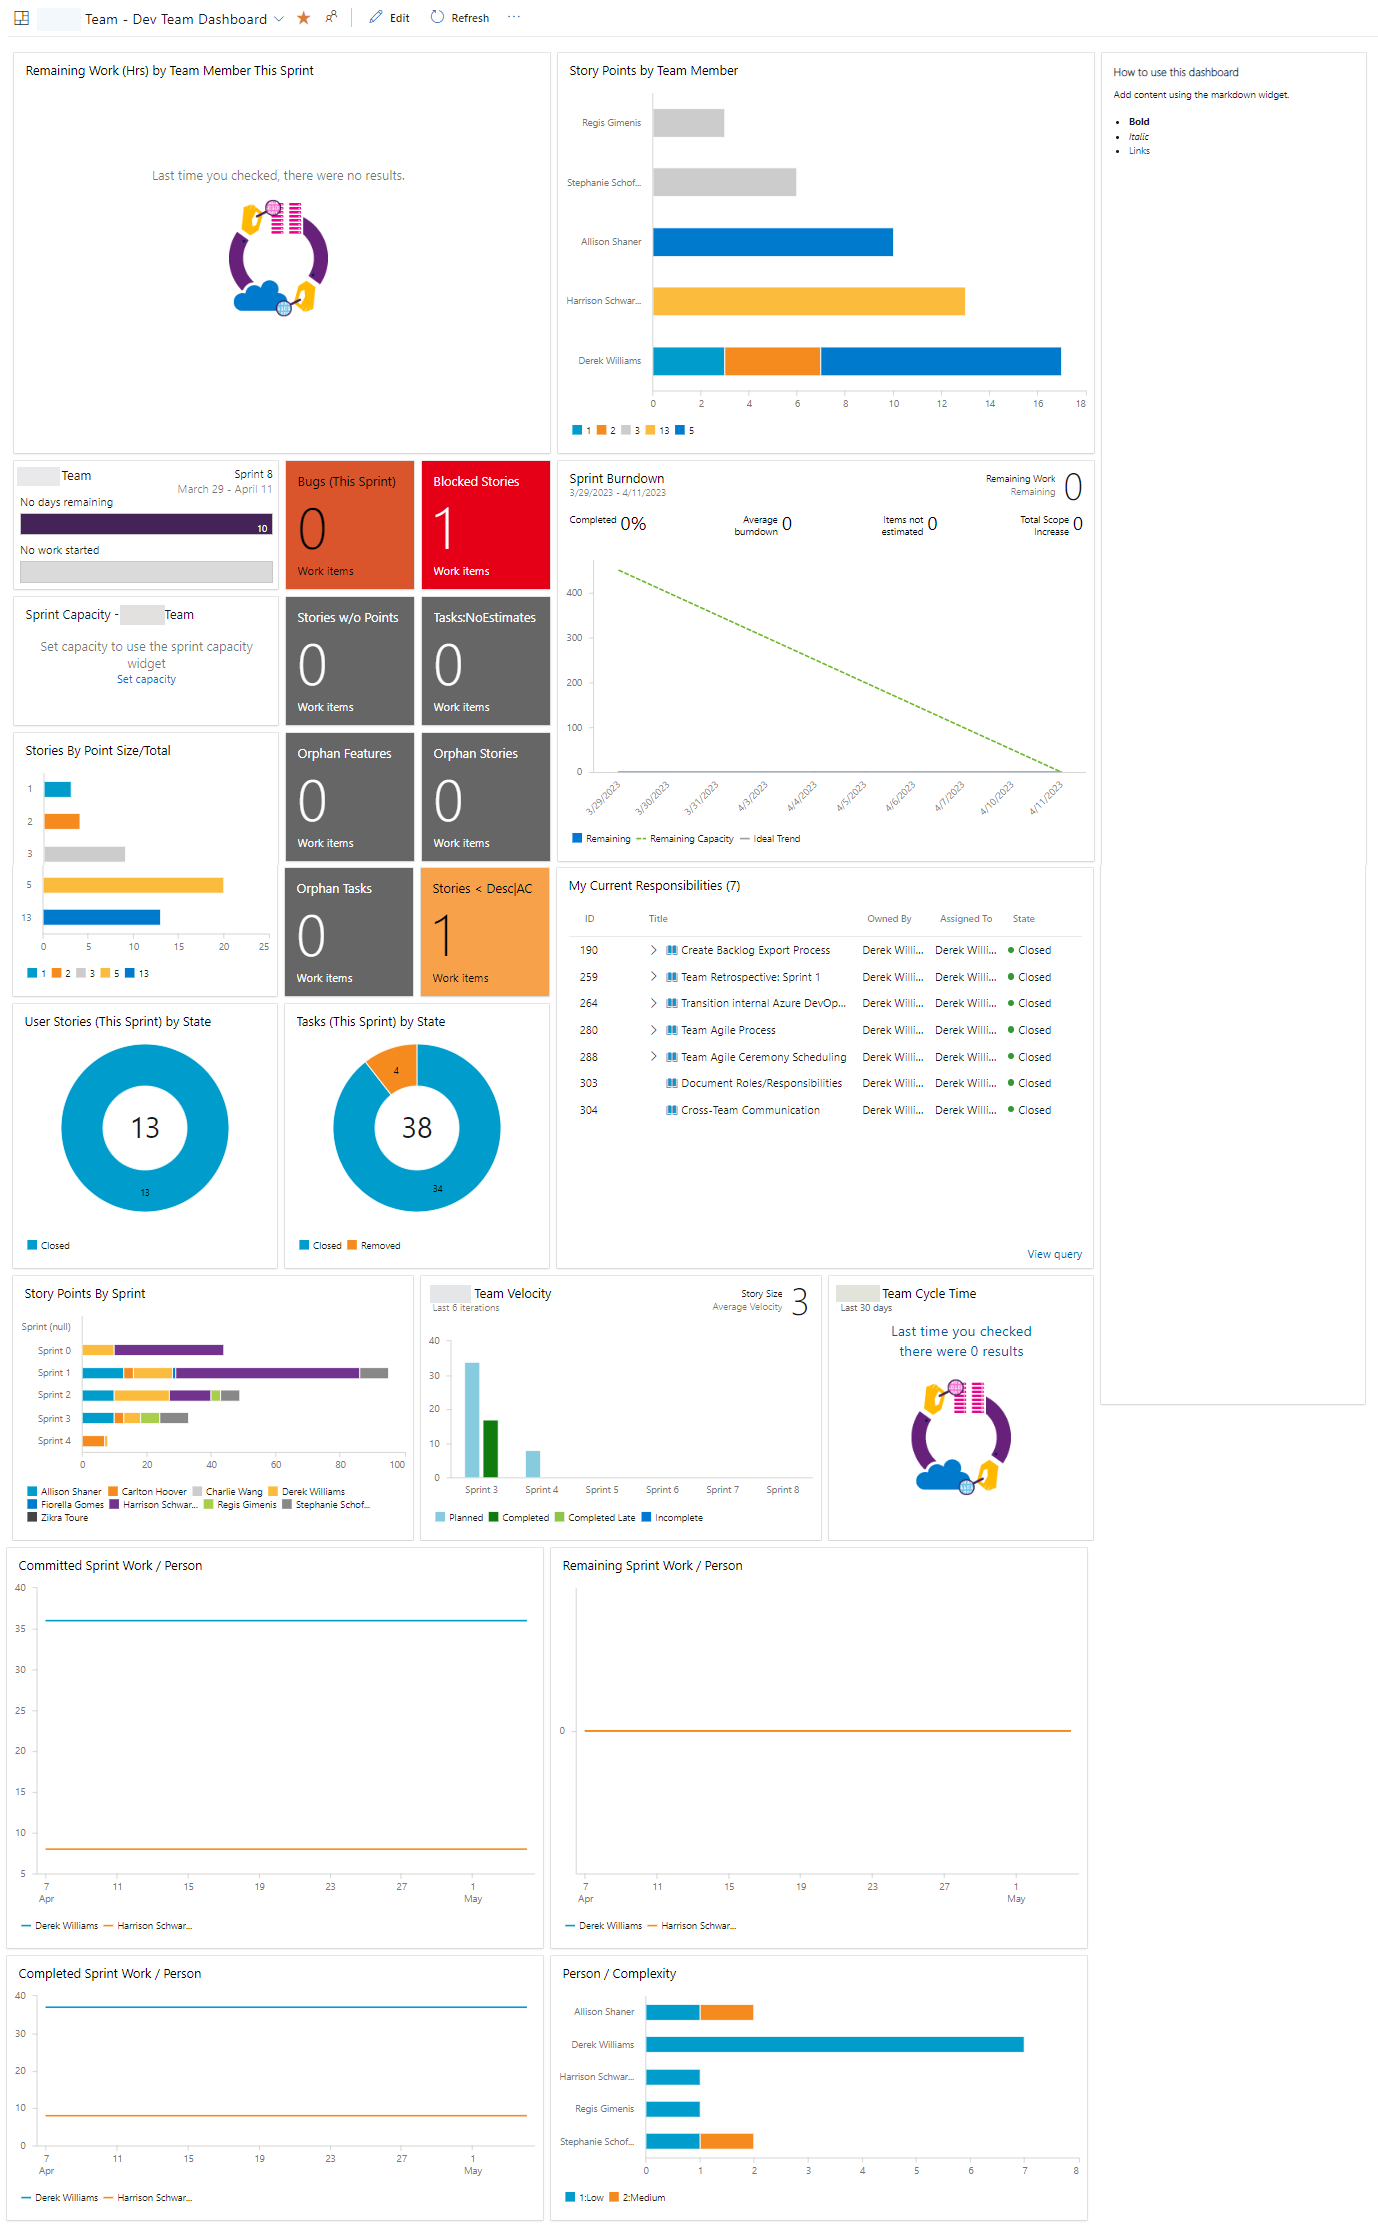 Team - Dev Team Dashboard
Edit
Refresh
Remaining Work (Hrs) by Team Member This Sprint
Last time you checked, there were no results.
Story Points by Team Member
Regis Gimenis
Stephanie Schof...
Allison Shaner
Harrison Schwar...
Derek Williams
0 2 4 6 8 10 12 14 16 18
1 2 3 13 5
How to use this dashboard
Add content using the markdown widget.
• Bold
• Italic
• Links
Team
Sprint 8
March 29 - April 11
No days remaining
10
No work started
Bugs (This Sprint)
0
Work items
Blocked Stories
1
Work items
Sprint Burndown
3/29/2023 - 4/11/2023
Remaining Work
Remaining
0
Completed 0%
Average
burndown 0
Items not
estimated 0
Total Scope
Increase 0
400
300
200
100
0
3/29/2023 3/30/2023 3/31/2023 4/3/2023 4/4/2023 4/5/2023 4/6/2023 4/7/2023 4/10/2023 4/11/2023
Remaining Remaining Capacity Ideal Trend
Sprint Capacity - Team
Set capacity to use the sprint capacity
widget
Set capacity
Stories w/o Points
0
Work items
Tasks:NoEstimates
0
Work items
Stories By Point Size/Total
1
2
3
5
13
0 5 10 15 20 25
1 2 3 5 13
Orphan Features
0
Work items
Orphan Stories
0
Work items
Orphan Tasks
0
Work items
Stories < Desc|AC
1
Work items
My Current Responsibilities (7)
ID Title Owned By Assigned To State
190 Create Backlog Export Process Derek Willi... Derek Willi... Closed
259 Team Retrospective: Sprint 1 Derek Willi... Derek Willi... Closed
264 Transition internal Azure DevOp... Derek Willi... Derek Willi... Closed
280 Team Agile Process Derek Willi... Derek Willi... Closed
288 Team Agile Ceremony Scheduling Derek Willi... Derek Willi... Closed
303 Document Roles/Responsibilities Derek Willi... Derek Willi... Closed
304 Cross-Team Communication Derek Willi... Derek Willi... Closed
View query
User Stories (This Sprint) by State
13
13
Closed
Tasks (This Sprint) by State
4
38
34
Closed Removed
Story Points By Sprint
Sprint (null)
Sprint 0
Sprint 1
Sprint 2
Sprint 3
Sprint 4
0 20 40 60 80 100
Allison Shaner Carlton Hoover Charlie Wang Derek Williams
Fiorella Gomes Harrison Schwar... Regis Gimenis Stephanie Schof...
Zikra Toure
Team Velocity
Last 6 iterations
Story Size
Average Velocity
3
40
30
20
10
0
Sprint 3 Sprint 4 Sprint 5 Sprint 6 Sprint 7 Sprint 8
Planned Completed Completed Late Incomplete
Team Cycle Time
Last 30 days
Last time you checked
there were 0 results
Committed Sprint Work / Person
40
35
30
25
20
15
10
5
7 11 15 19 23 27 1
Apr May
Derek Williams Harrison Schwar...
Remaining Sprint Work / Person
0
7 11 15 19 23 27 1
Apr May
Derek Williams Harrison Schwar...
Completed Sprint Work / Person
40
30
20
10
0
7 11 15 19 23 27 1
Apr May
Derek Williams Harrison Schwar...
Person / Complexity
Allison Shaner
Derek Williams
Harrison Schwar...
Regis Gimenis
Stephanie Schof...
0 1 2 3 4 5 6 7 8
1:Low 2:Medium